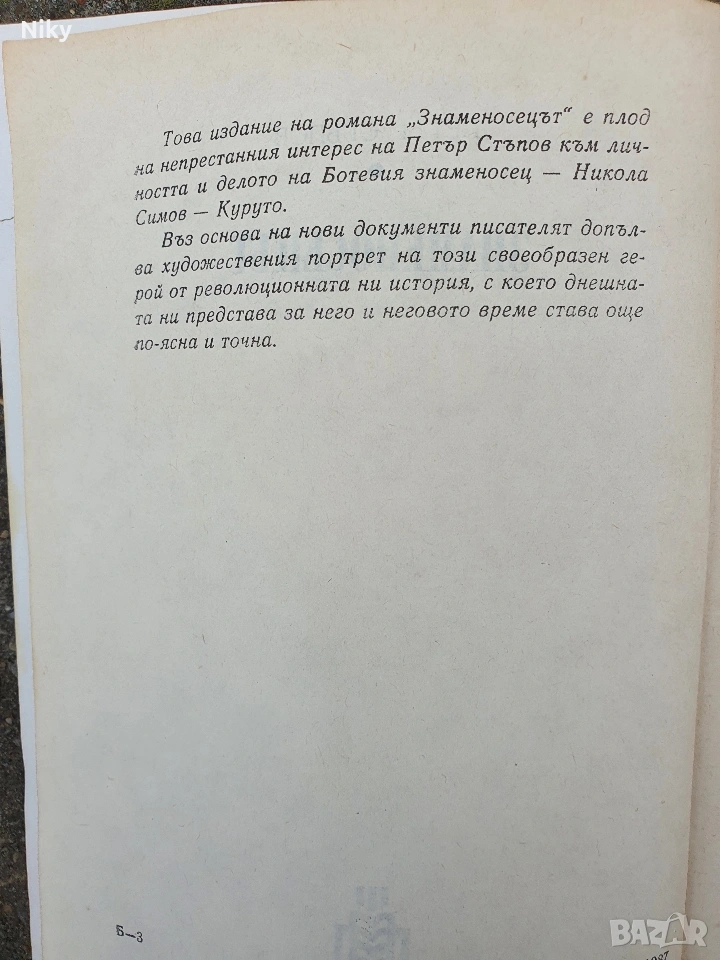 Niky
Това издание на романа „Знаменосецът“ е плод
на непрестанния интерес на Петър Стъпов към лич-
ността и делото на Ботевия знаменосец — Никола
Симов — Куруто.
Въз основа на нови документи писателят допъл-
ва художествения портрет на този своеобразен ге-
рой от революционната ни история, с което днешна-
та ни представа за него и неговото време става още
по-ясна и точна.
Б—3
BAZAR